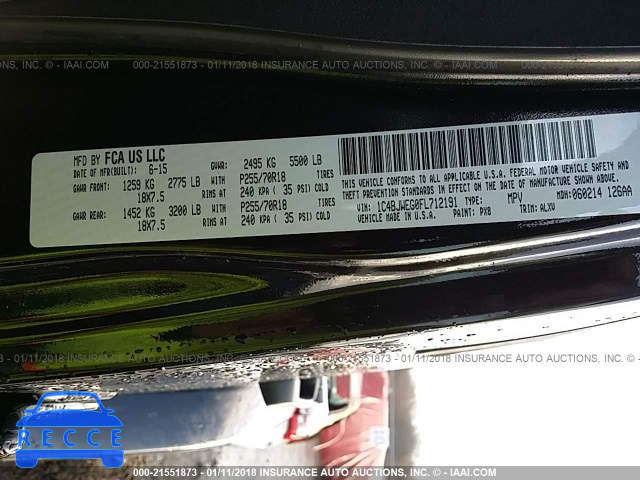 000-21551873 - 01/11/2018 INSURANCE AUTO AUCTIONS, INC. - IAAI.COM
MFD BY FCA US LLC
DATE OF MFR(BUILT): 6-15
GVWR: 2495 KG 5500 LB
GAWR FRONT: 1259 KG 2775 LB WITH P255/70R18 TIRES
18X7.5 RIMS AT 240 KPA ( 35 PSI) COLD
GAWR REAR: 1452 KG 3200 LB WITH P255/70R18 TIRES
18X7.5 RIMS AT 240 KPA ( 35 PSI) COLD
THIS VEHICLE CONFORMS TO ALL APPLICABLE U.S.A. FEDERAL MOTOR VEHICLE SAFETY, BUMPER, AND THEFT PREVENTION
STANDARDS IN EFFECT ON THE DATE OF MANUFACTURE SHOWN ABOVE.
VEHICLE MADE IN U.S.A.
VIN: 1C4BJWEG0FL712191 TYPE: MPV MDH: 060214 126AA
PAINT: PX8 TRIM: ALXV
000-21551873 - 01/11/2018 INSURANCE AUTO AUCTIONS, INC. - IAAI.COM
RECCE
000-21551873 - 01/11/2018 INSURANCE AUTO AUCTIONS, INC. - IAAI.COM